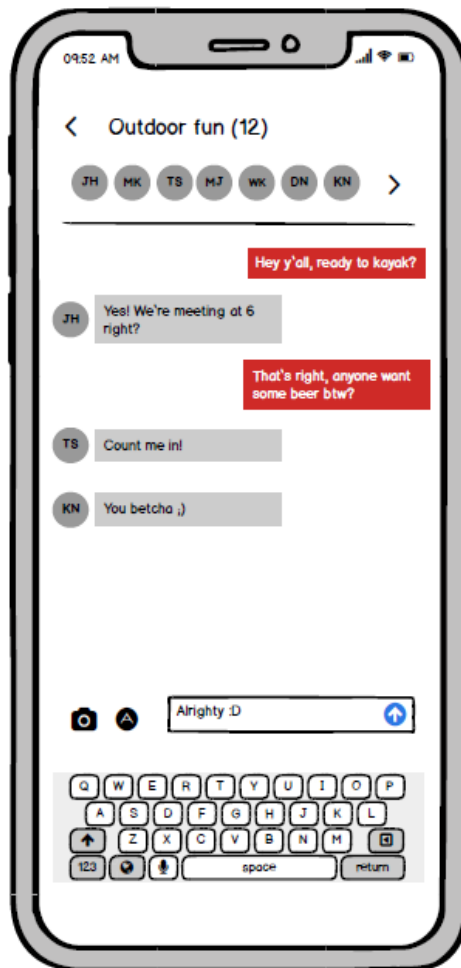 09:52 AM
Outdoor fun (12)
JH MK TS MJ WK DN KN
Hey y'all, ready to kayak?
JH
Yes! We're meeting at 6
right?
That's right, anyone want
some beer btw?
TS
Count me in!
KN
You betcha ;)
Alrighty :D
Q W E R T Y U I O P
A S D F G H J K L
Z X C V B N M
123 space return